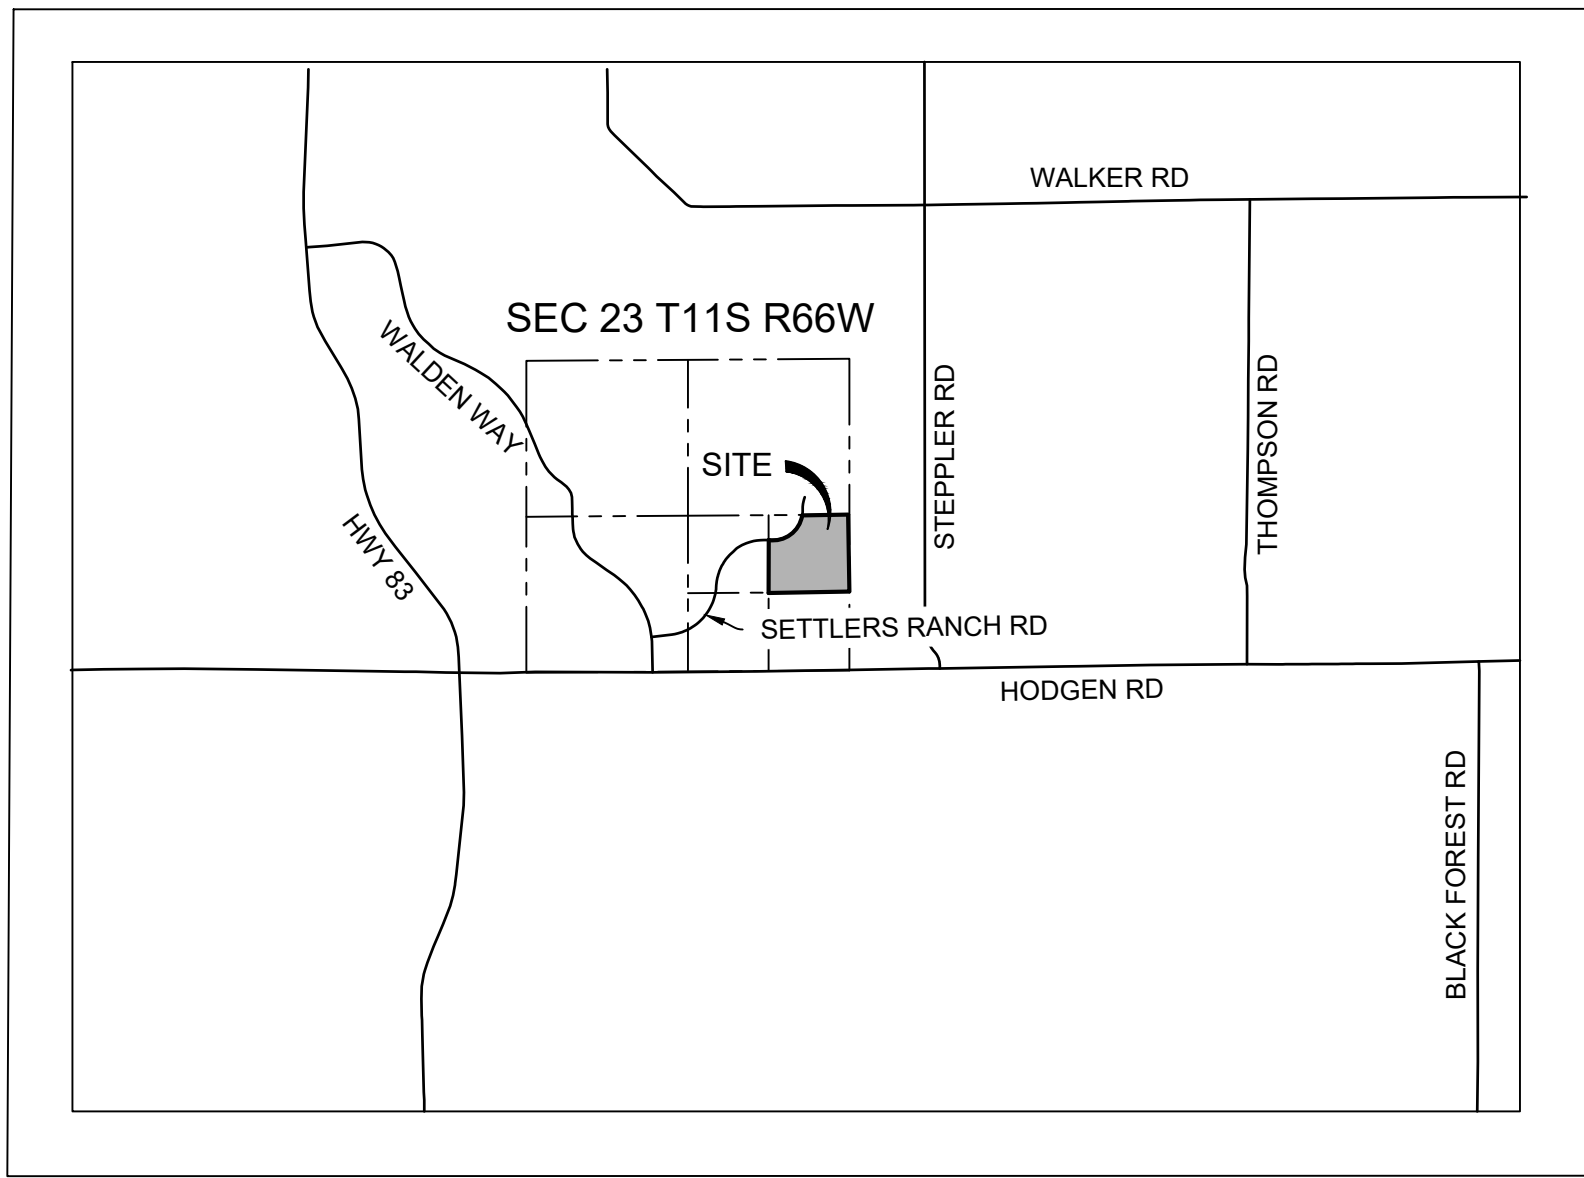 WALKER RD
SEC 23 T11S R66W
WALDEN WAY
STEPPLER RD
THOMPSON RD
SITE
HWY 83
SETTLERS RANCH RD
HODGEN RD
BLACK FOREST RD